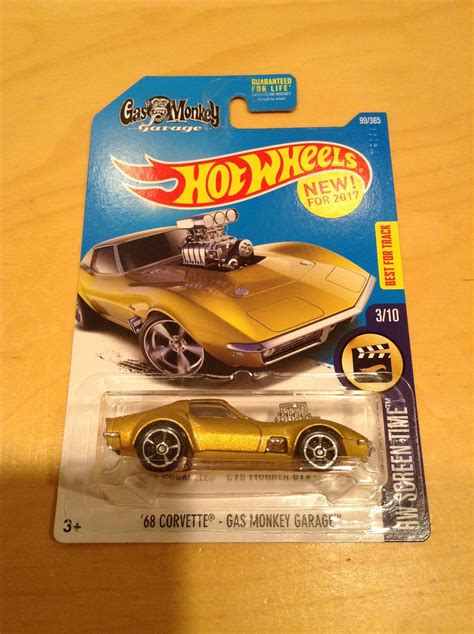 Gas Monkey
Garage
GUARANTEED
FOR LIFE
99/365
HOT WHEELS
NEW!
FOR 2017
BEST FOR TRACK
3/10
HW SCREEN TIME™
3+
'68 CORVETTE® - GAS MONKEY GARAGE™